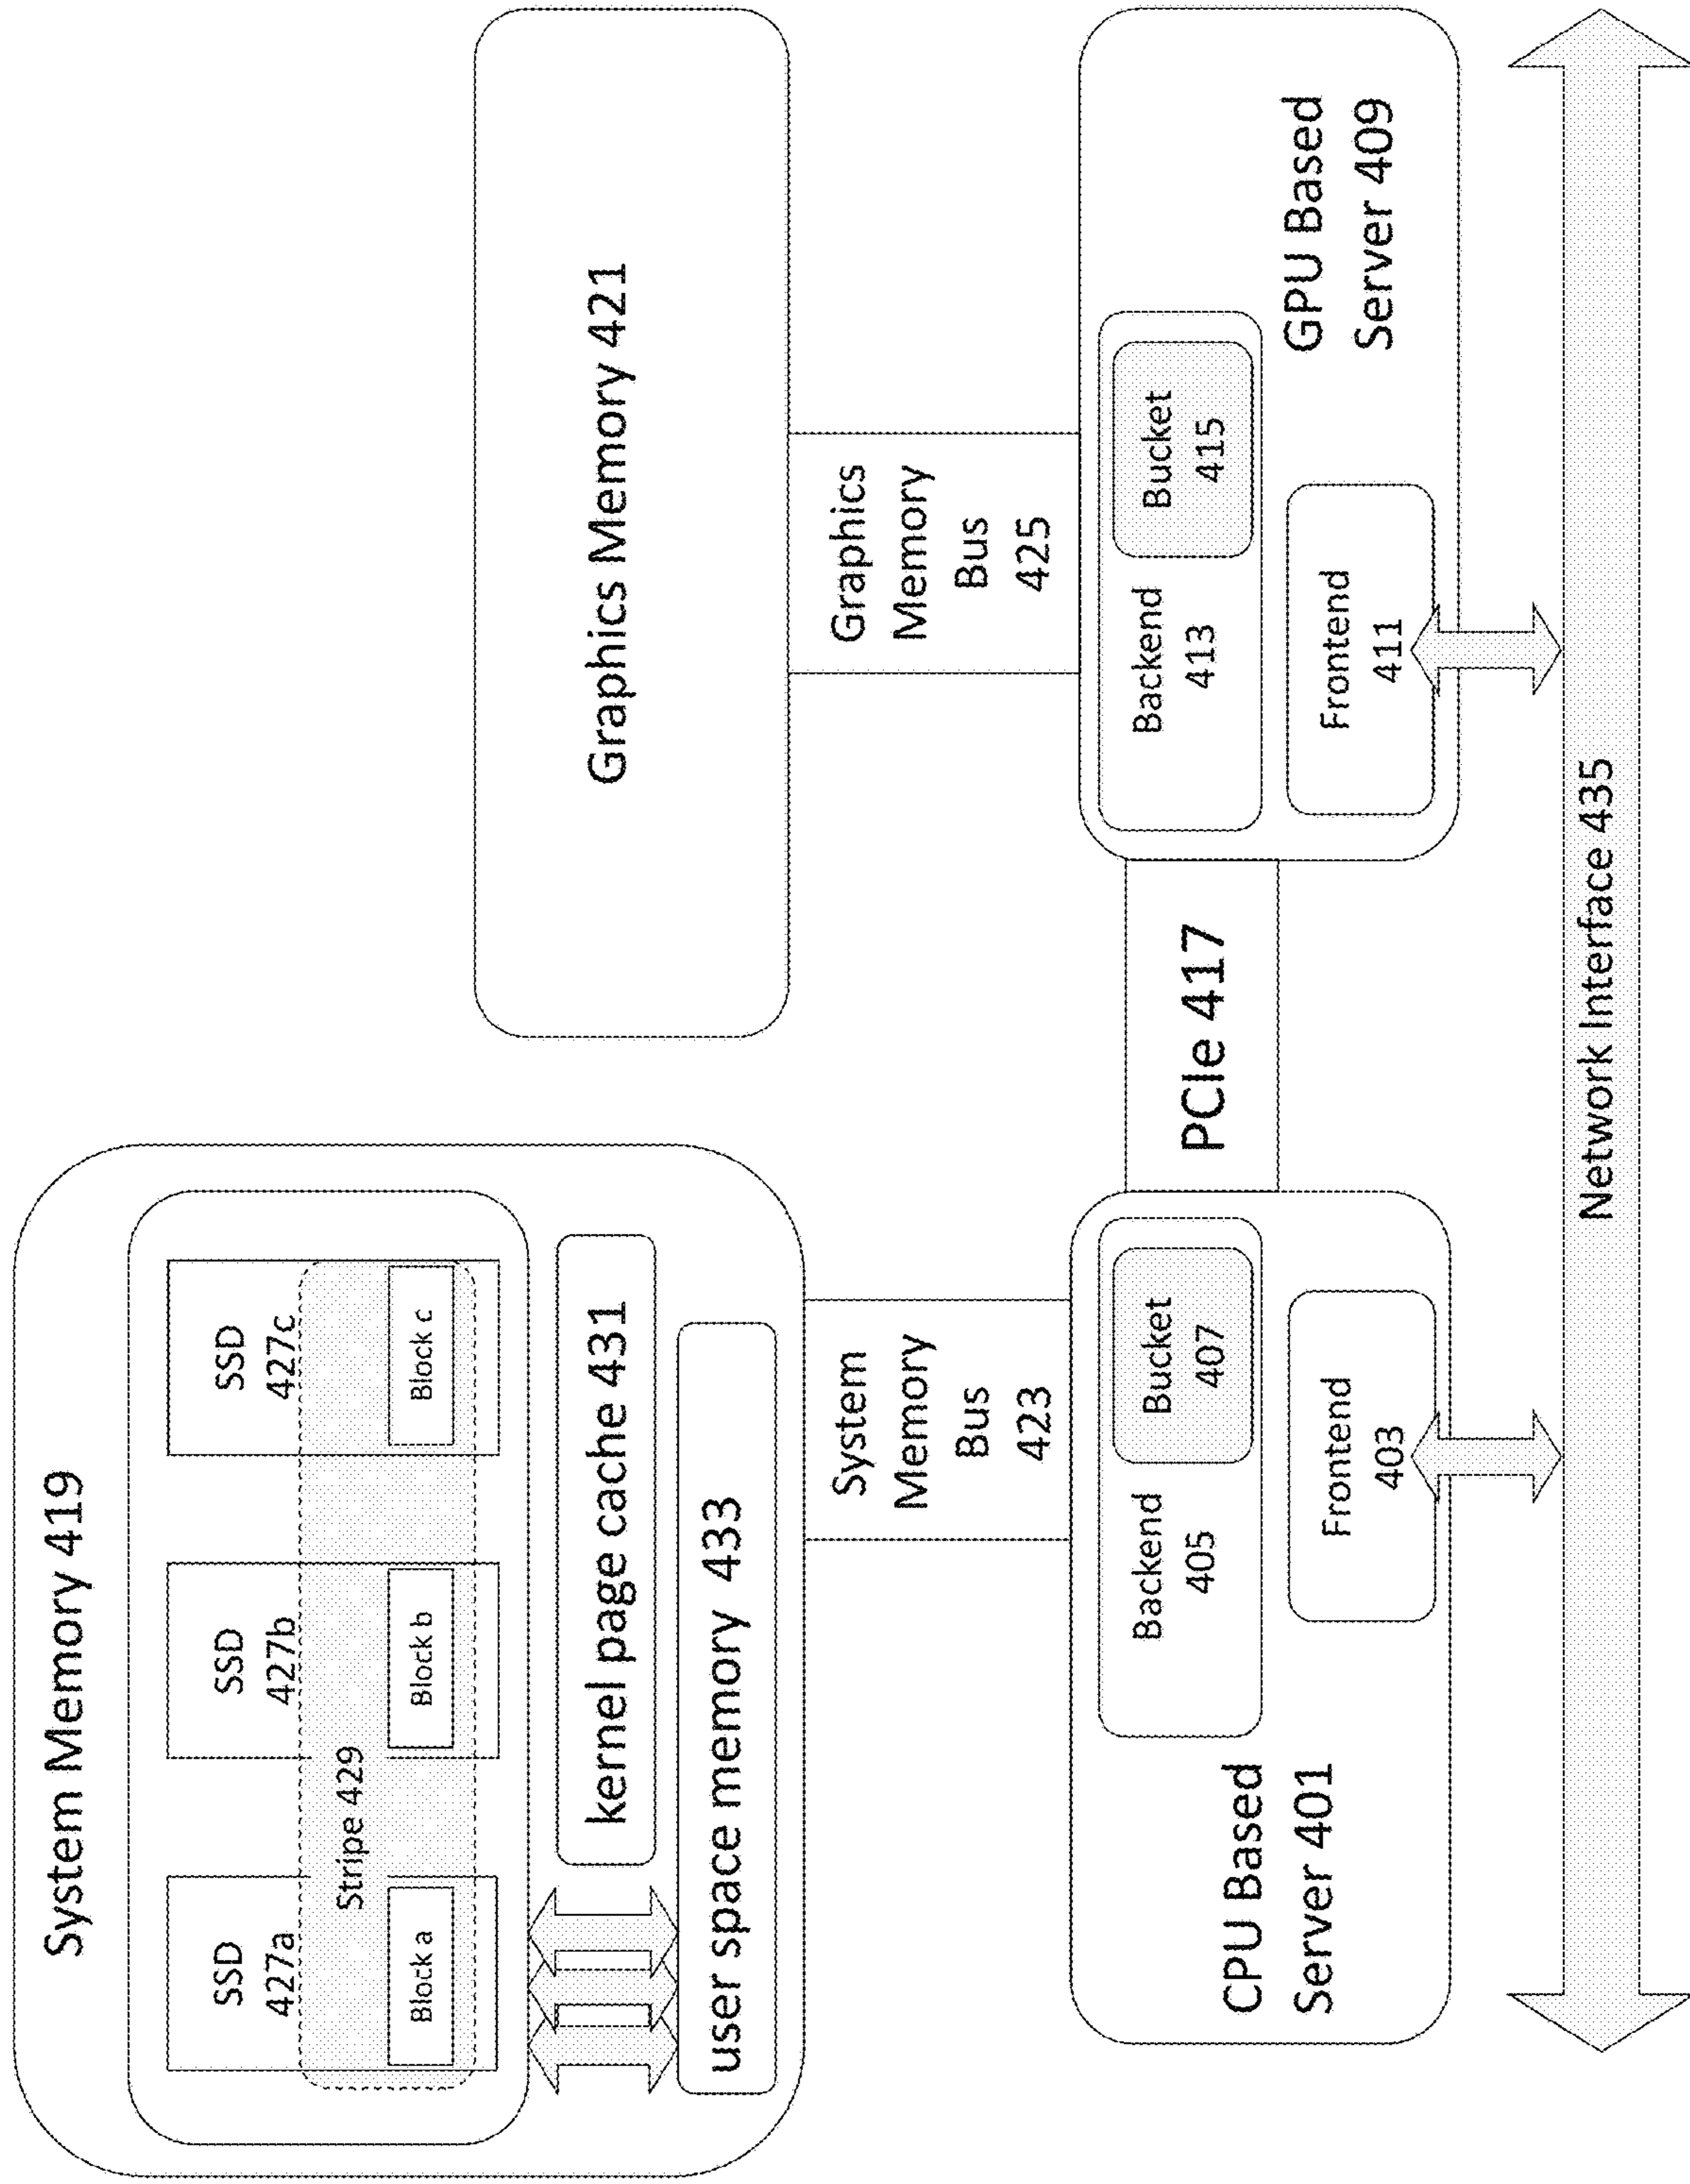 System Memory 419
SSD
427a
SSD
427b
SSD
427c
Stripe 429
Block a
Block b
Block c
kernel page cache 431
user space memory 433
Graphics Memory 421
System
Memory
Bus
423
Graphics
Memory
Bus
425
CPU Based
Server 401
Backend
405
Bucket
407
Frontend
403
PCIe 417
Backend
413
Bucket
415
Frontend
411
GPU Based
Server 409
Network Interface 435